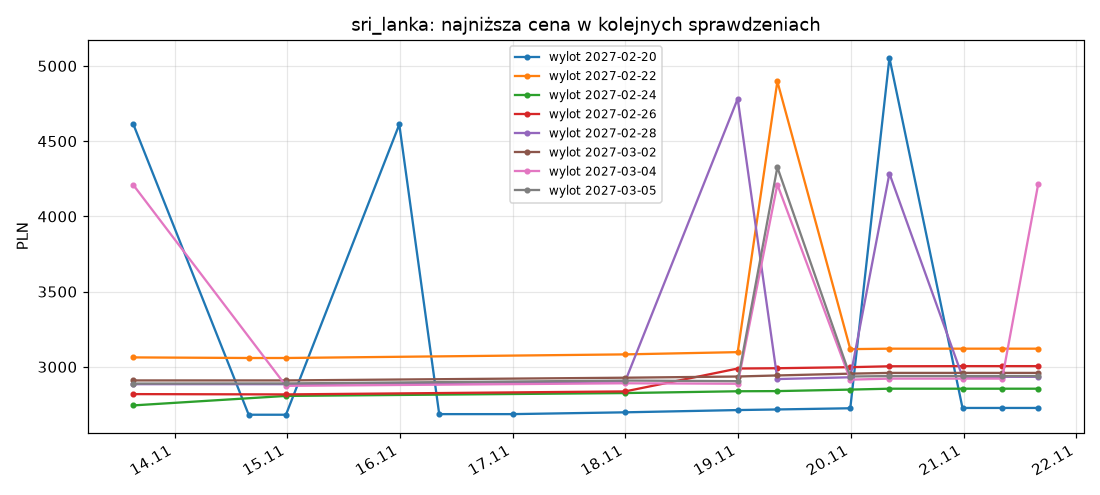 sri_lanka: najniższa cena w kolejnych sprawdzeniach
PLN
5000
4500
4000
3500
3000
wylot 2027-02-20
wylot 2027-02-22
wylot 2027-02-24
wylot 2027-02-26
wylot 2027-02-28
wylot 2027-03-02
wylot 2027-03-04
wylot 2027-03-05
14.11
15.11
16.11
17.11
18.11
19.11
20.11
21.11
22.11